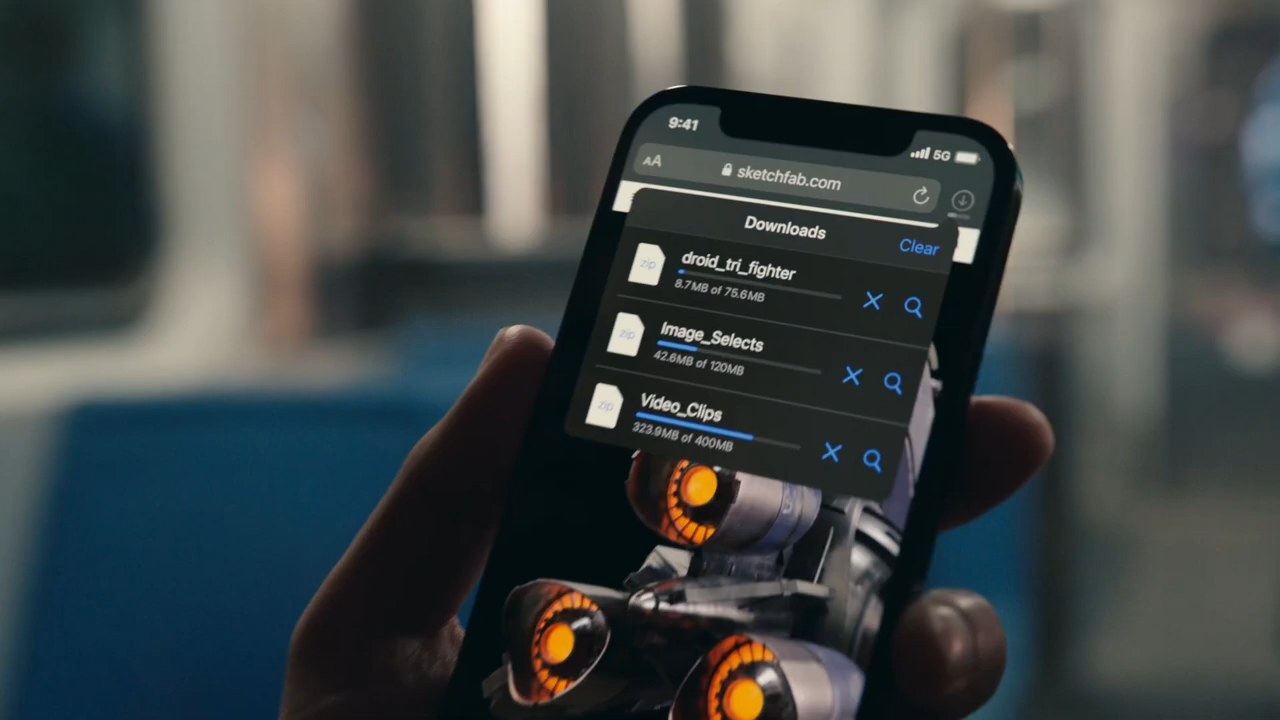 9:41
5G
AA
sketchfab.com
Downloads
Clear
zip
droid_tri_fighter
8.7MB of 75.6MB
zip
Image_Selects
42.6MB of 120MB
zip
Video_Clips
323.9MB of 400MB